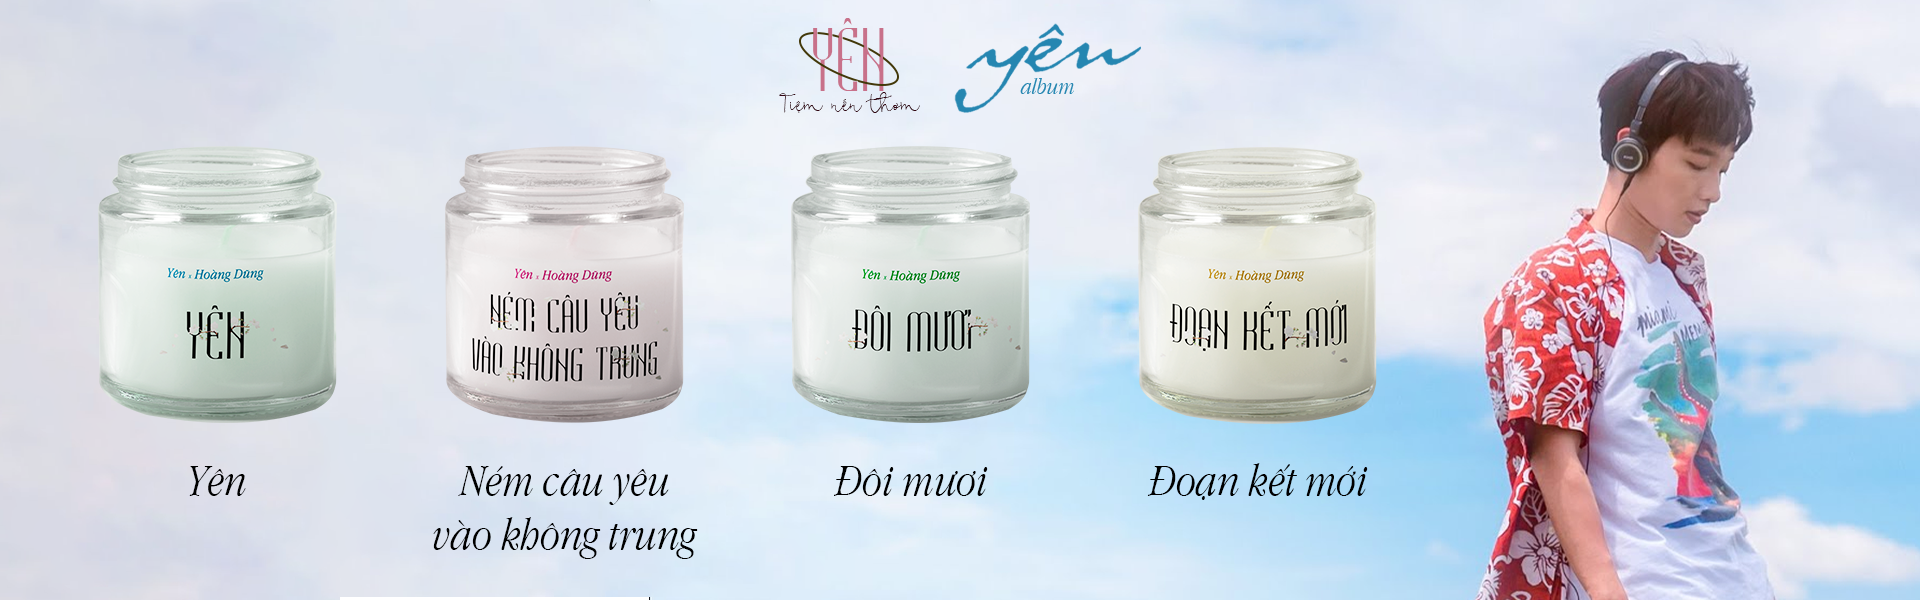 YÊN
Tiệm nến thơm
yên
album
Yên x Hoàng Dũng
YÊN
Yên x Hoàng Dũng
NÉM CÂU YÊU
VÀO KHÔNG TRUNG
Yên x Hoàng Dũng
ĐÔI MƯƠI
Yên x Hoàng Dũng
ĐOẠN KẾT MỚI
Yên
Ném câu yêu
vào không trung
Đôi mươi
Đoạn kết mới
Miami